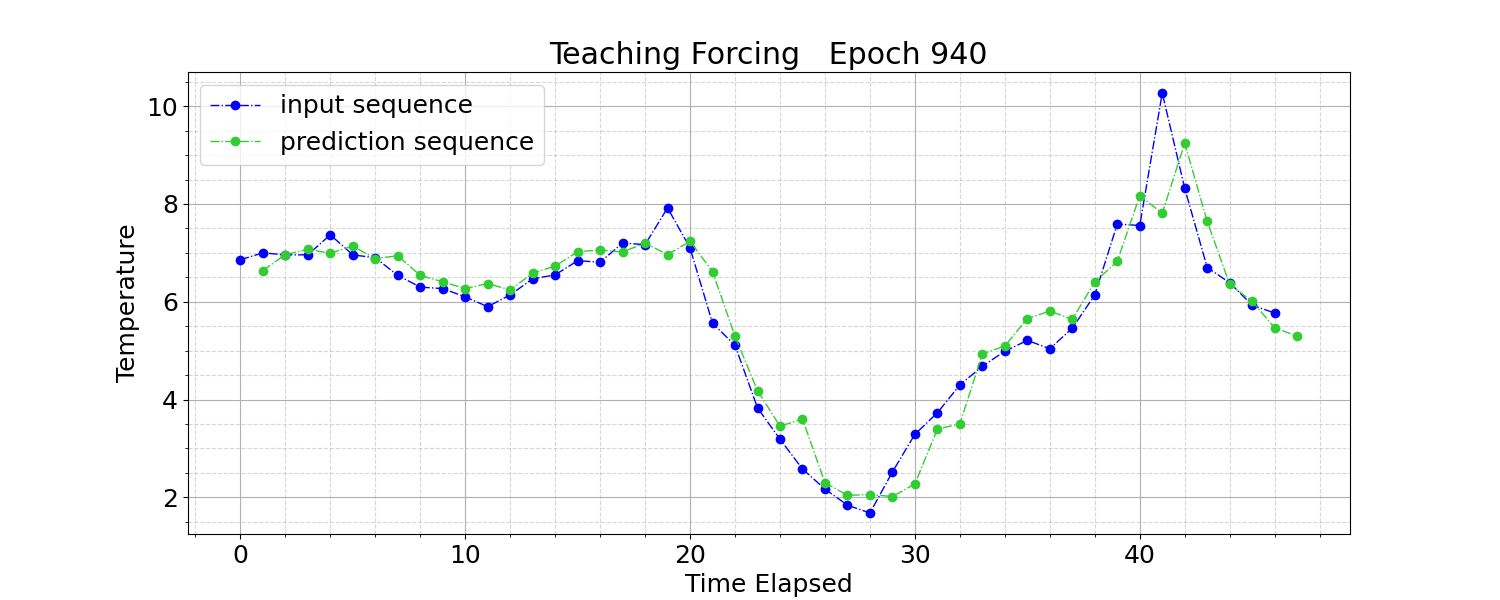 Teaching Forcing   Epoch 940
input sequence
prediction sequence
Temperature
10
8
6
4
2
0 10 20 30 40
Time Elapsed